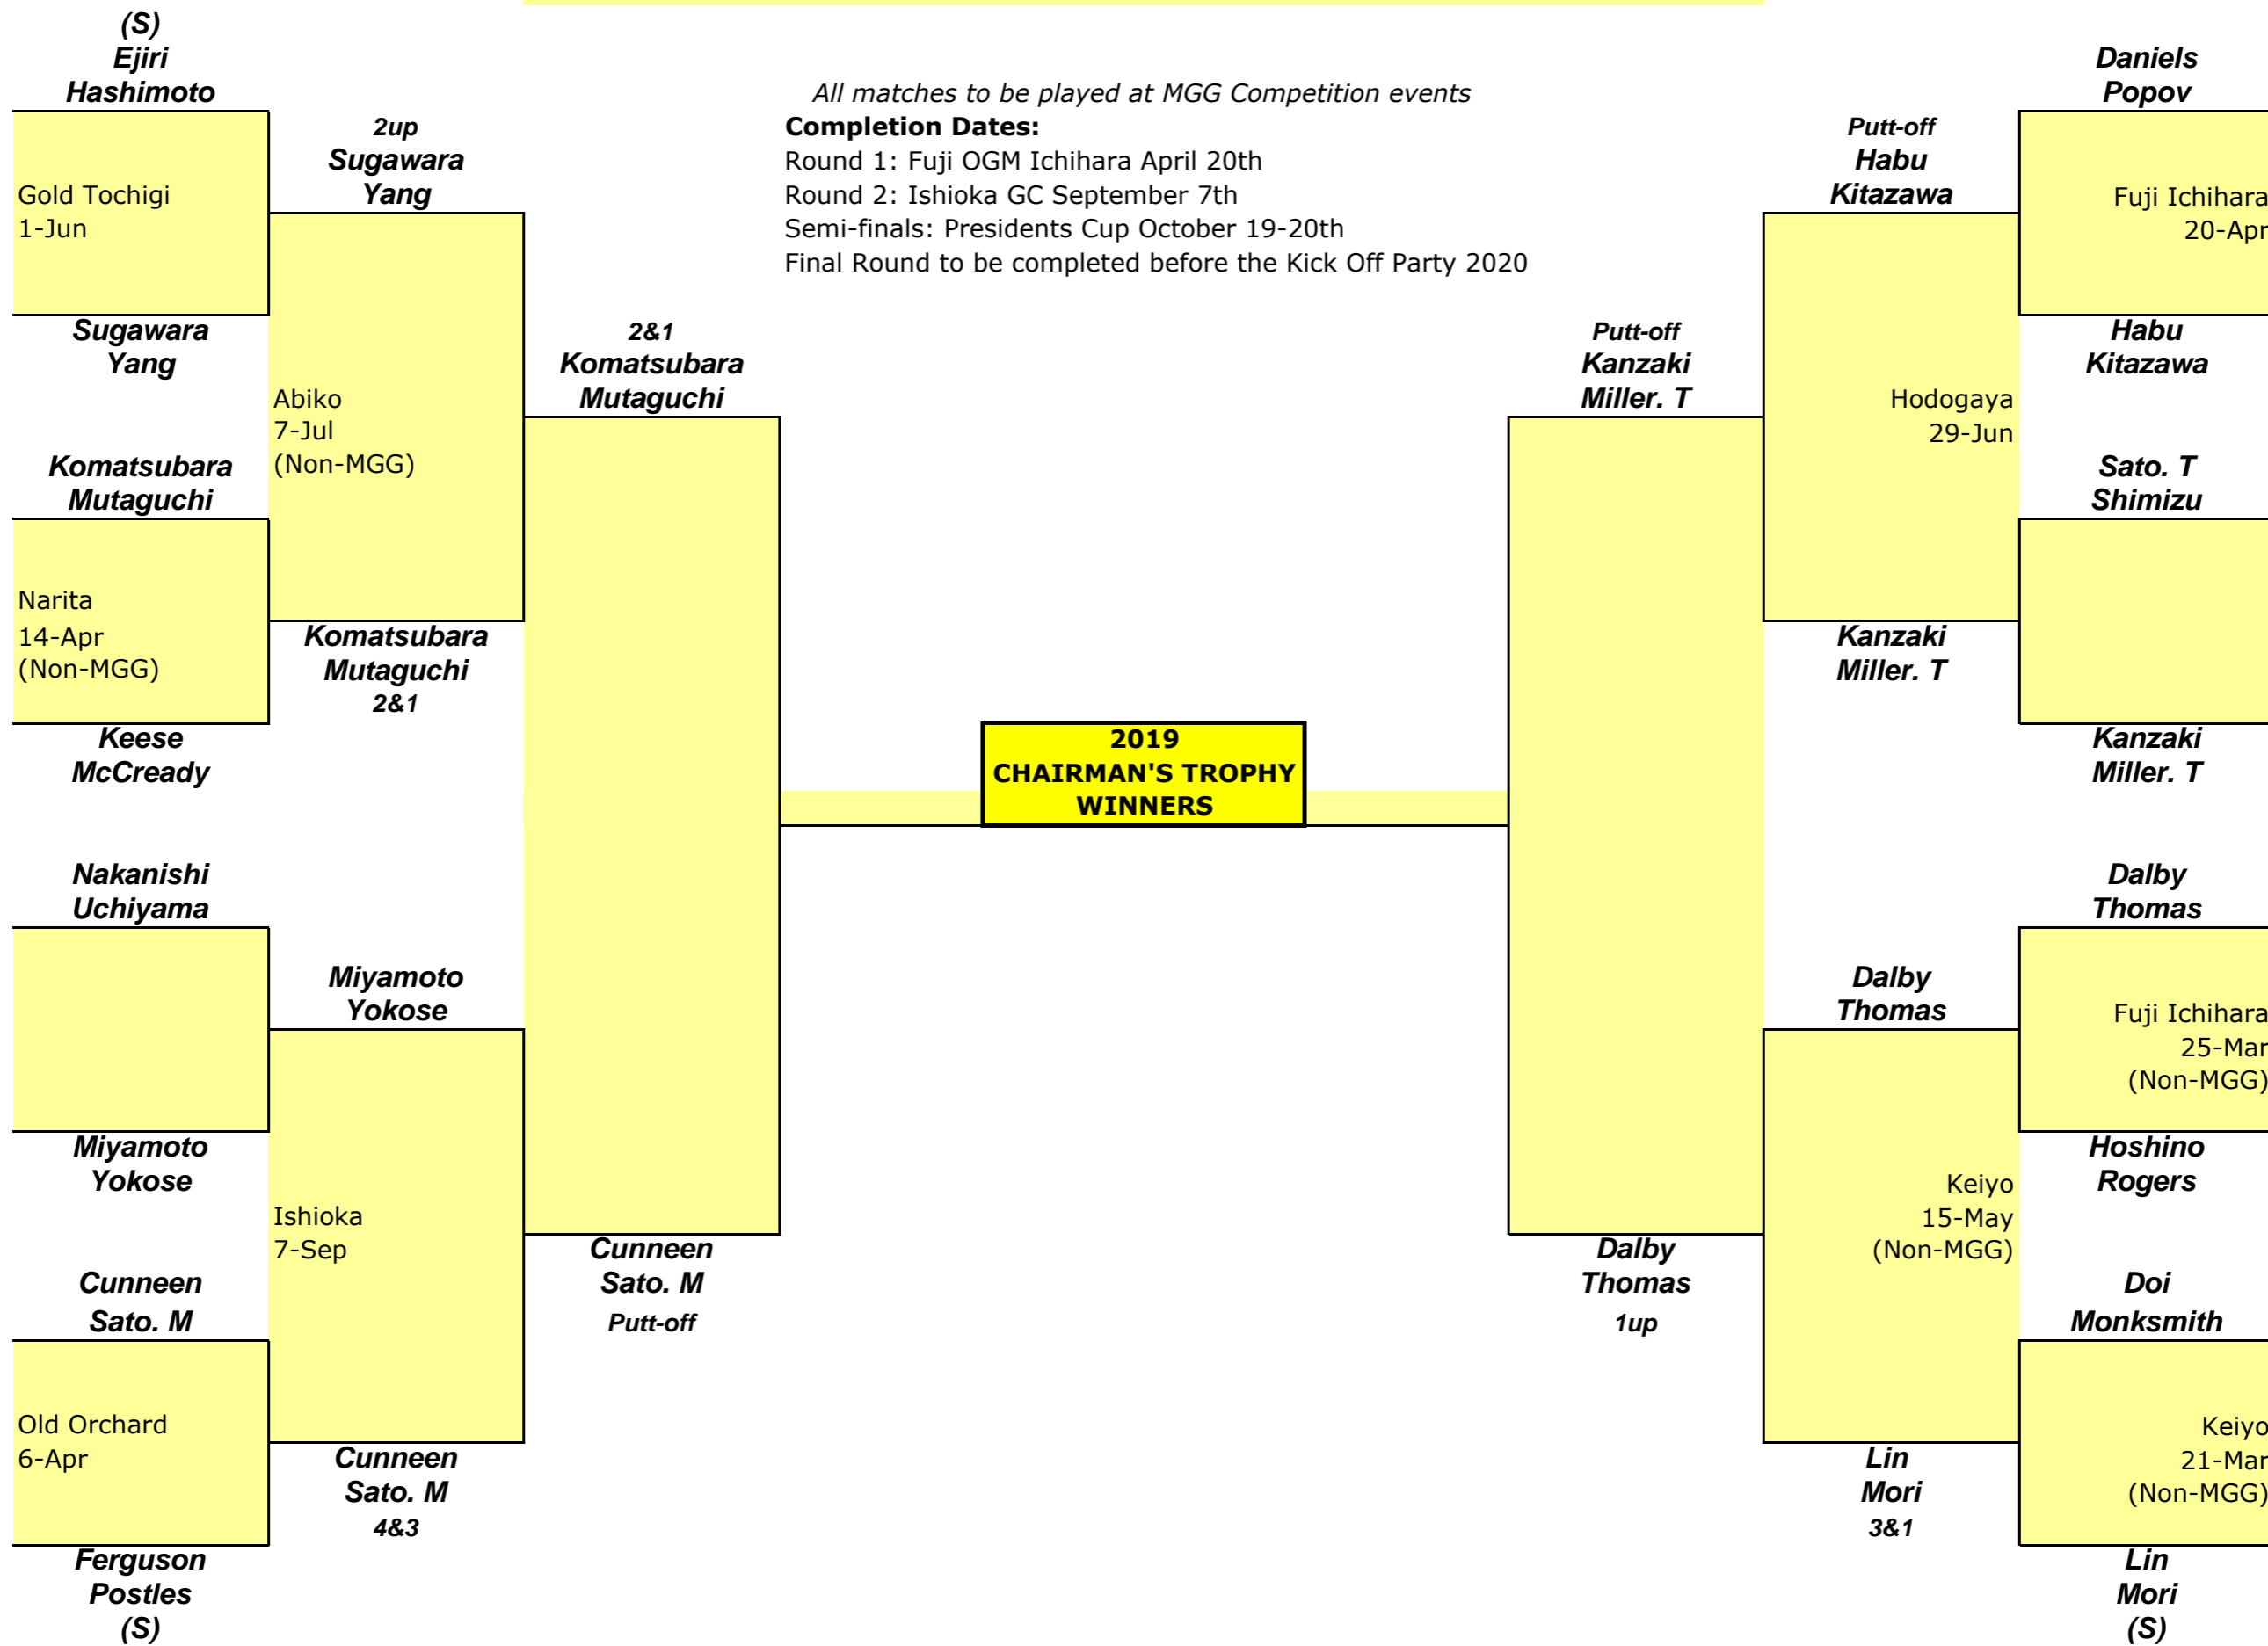 (S)
Ejiri
Hashimoto
Gold Tochigi
1-Jun
Sugawara
Yang
Komatsubara
Mutaguchi
Narita
14-Apr
(Non-MGG)
Keese
McCready
Nakanishi
Uchiyama
Miyamoto
Yokose
Cunneen
Sato. M
Old Orchard
6-Apr
Ferguson
Postles
(S)
2up
Sugawara
Yang
Abiko
7-Jul
(Non-MGG)
Komatsubara
Mutaguchi
2&1
Miyamoto
Yokose
Ishioka
7-Sep
Cunneen
Sato. M
4&3
2&1
Komatsubara
Mutaguchi
Cunneen
Sato. M
Putt-off
All matches to be played at MGG Competition events
Completion Dates:
Round 1: Fuji OGM Ichihara April 20th
Round 2: Ishioka GC September 7th
Semi-finals: Presidents Cup October 19-20th
Final Round to be completed before the Kick Off Party 2020
2019
CHAIRMAN'S TROPHY
WINNERS
Putt-off
Kanzaki
Miller. T
Dalby
Thomas
1up
Putt-off
Habu
Kitazawa
Hodogaya
29-Jun
Kanzaki
Miller. T
Dalby
Thomas
Keiyo
15-May
(Non-MGG)
Lin
Mori
3&1
Daniels
Popov
Fuji Ichihara
20-Apr
Habu
Kitazawa
Sato. T
Shimizu
Kanzaki
Miller. T
Dalby
Thomas
Fuji Ichihara
25-Mar
(Non-MGG)
Hoshino
Rogers
Doi
Monksmith
Keiyo
21-Mar
(Non-MGG)
Lin
Mori
(S)